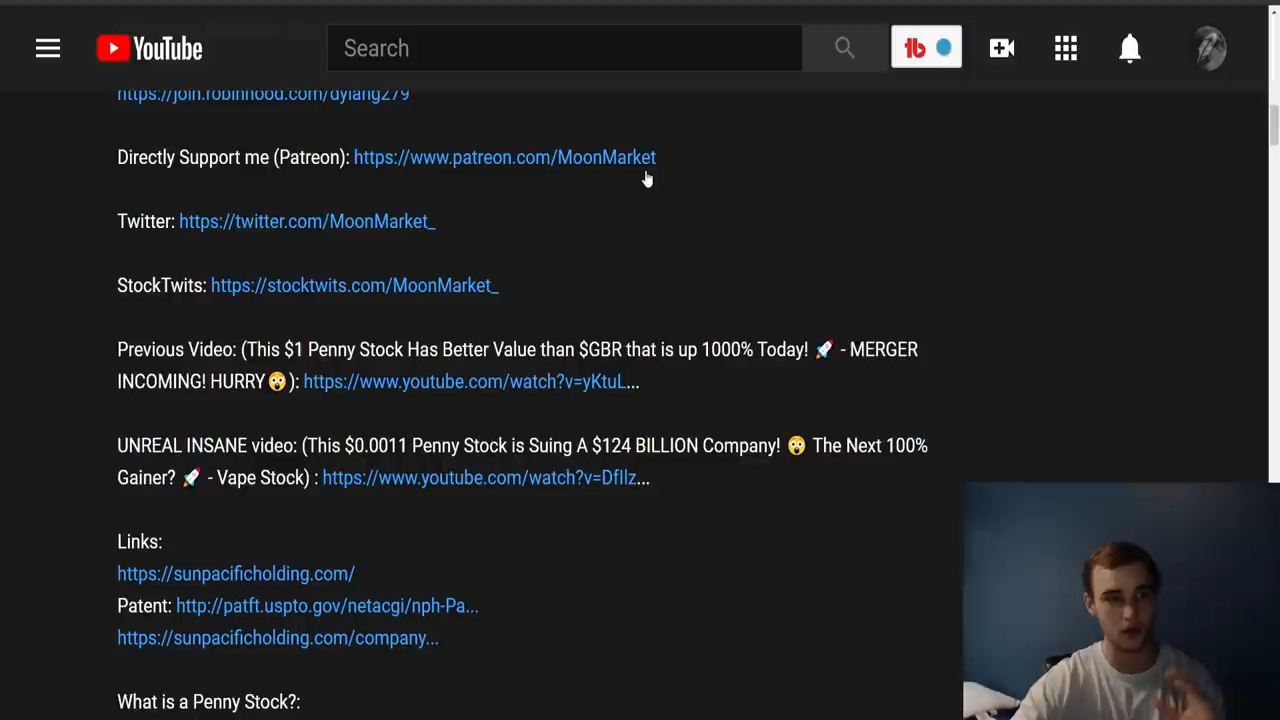 YouTube
Search
tb
https://join.robinhood.com/dylang279
Directly Support me (Patreon): https://www.patreon.com/MoonMarket
Twitter: https://twitter.com/MoonMarket_
StockTwits: https://stocktwits.com/MoonMarket_
Previous Video: (This $1 Penny Stock Has Better Value than $GBR that is up 1000% Today! 🚀 - MERGER
INCOMING! HURRY😲): https://www.youtube.com/watch?v=yKtuL...
UNREAL INSANE video: (This $0.0011 Penny Stock is Suing A $124 BILLION Company! 😲 The Next 100%
Gainer? 🚀 - Vape Stock) : https://www.youtube.com/watch?v=DfIlz...
Links:
https://sunpacificholding.com/
Patent: http://patft.uspto.gov/netacgi/nph-Pa...
https://sunpacificholding.com/company...
What is a Penny Stock?: